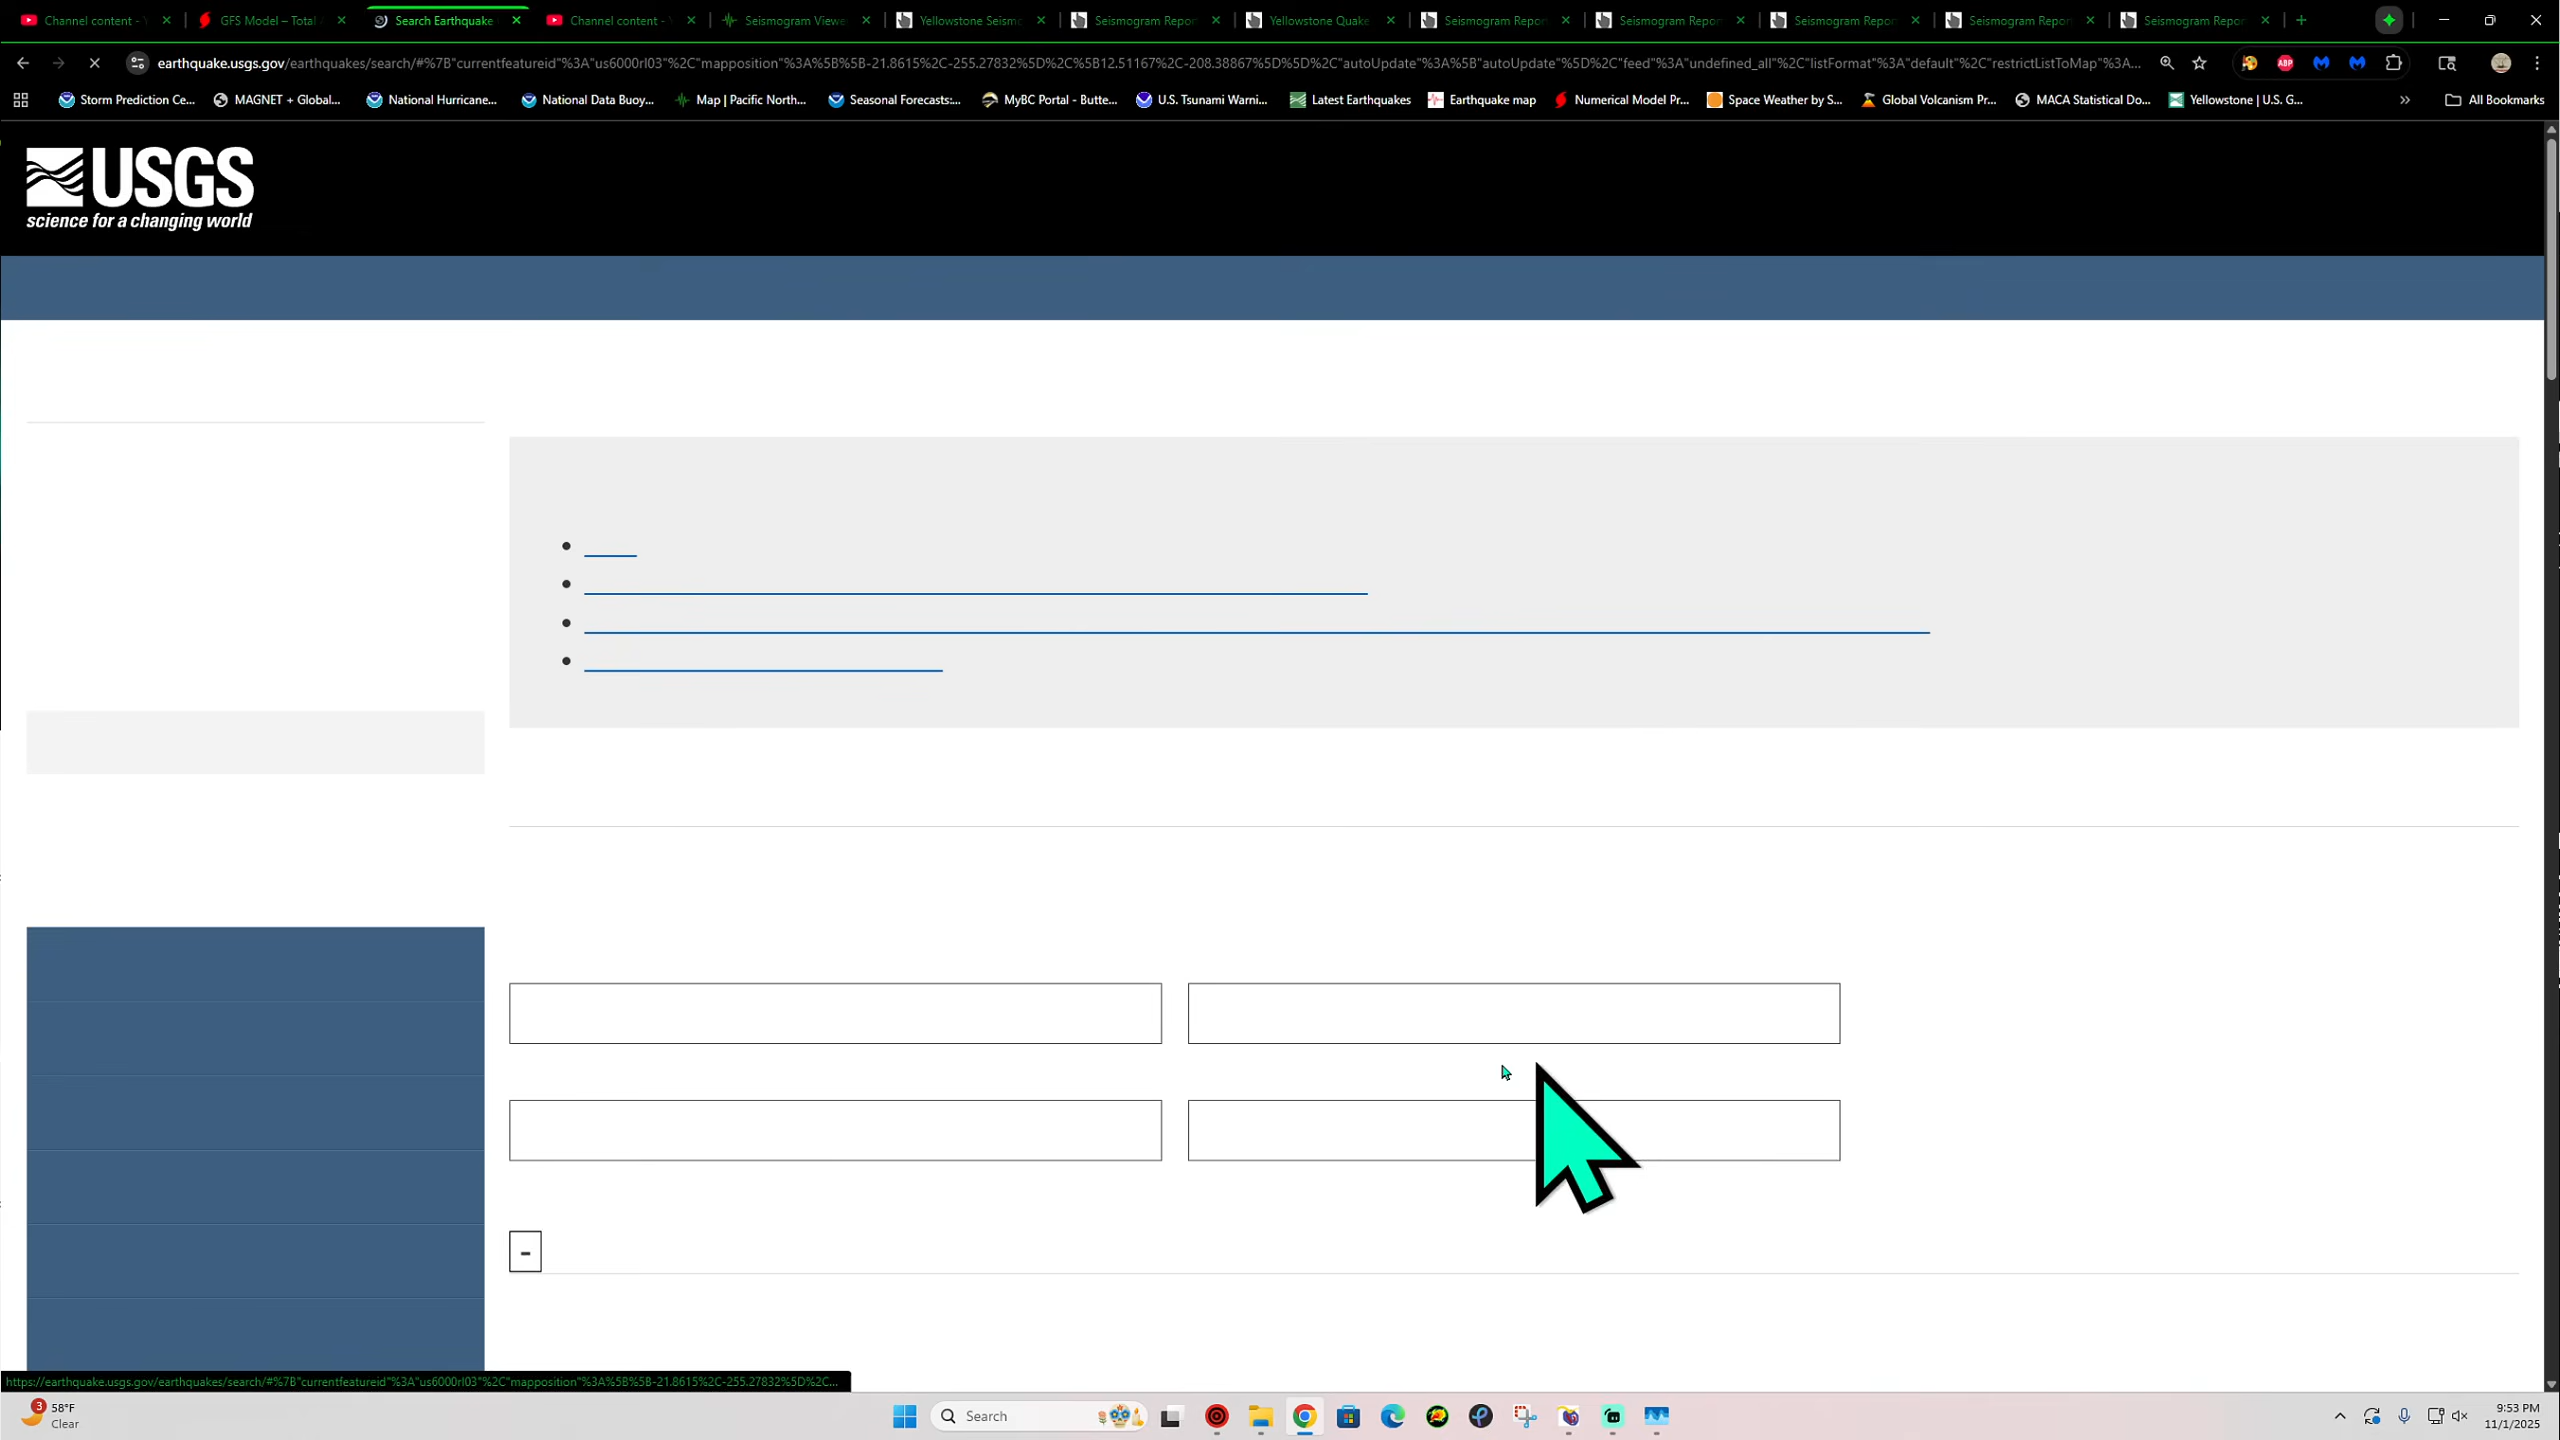 Channel content - Y
GFS Model – Total
Search Earthquake
Channel content - Y
Seismogram Viewe
Yellowstone Seismo
Seismogram Repor
Yellowstone Quake
Seismogram Repor
Seismogram Repor
Seismogram Repor
Seismogram Repor
Seismogram Repor
earthquake.usgs.gov/earthquakes/search/#%7B"currentfeatureid"%3A"us6000rl03"%2C"mapposition"%3A%5B%5B-21.8615%2C-255.27832%5D%2C%5B12.51167%2C-208.38867%5D%5D%2C"autoUpdate"%3A%5B"autoUpdate"%5D%2C"feed"%3A"undefined_all"%2C"listFormat"%3A"default"%2C"restrictListToMap"%3A...
ABP
Storm Prediction Ce...
MAGNET + Global...
National Hurricane...
National Data Buoy...
Map | Pacific North...
Seasonal Forecasts:...
MyBC Portal - Butte...
U.S. Tsunami Warni...
Latest Earthquakes
Earthquake map
Numerical Model Pr...
Space Weather by S...
Global Volcanism Pr...
MACA Statistical Do...
Yellowstone | U.S. G...
»
All Bookmarks
USGS
science for a changing world
-
https://earthquake.usgs.gov/earthquakes/search/#%7B"currentfeatureid"%3A"us6000rl03"%2C"mapposition"%3A%5B%5B-21.8615%2C-255.27832%5D%2C...
3
58°F
Clear
Search
9:53 PM
11/1/2025